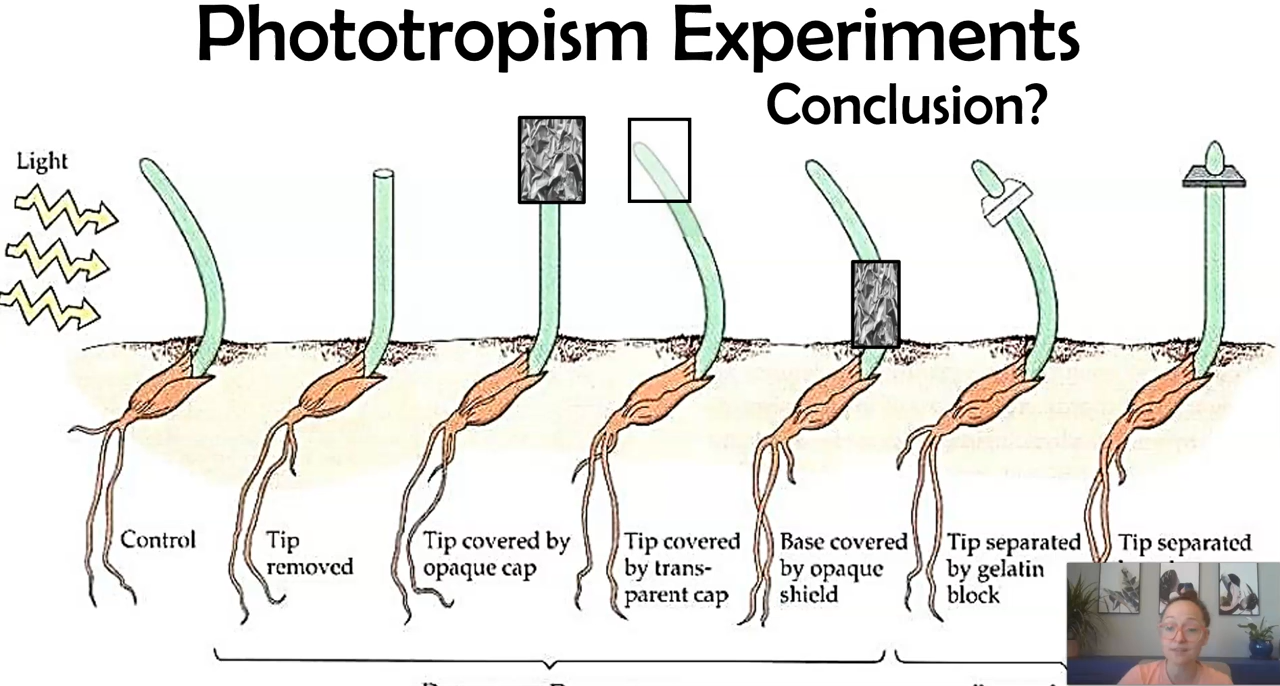 Phototropism Experiments
Conclusion?
Light
Control
Tip
removed
Tip covered by
opaque cap
Tip covered
by trans-
parent cap
Base covered
by opaque
shield
Tip separated
by gelatin
block
Tip separated